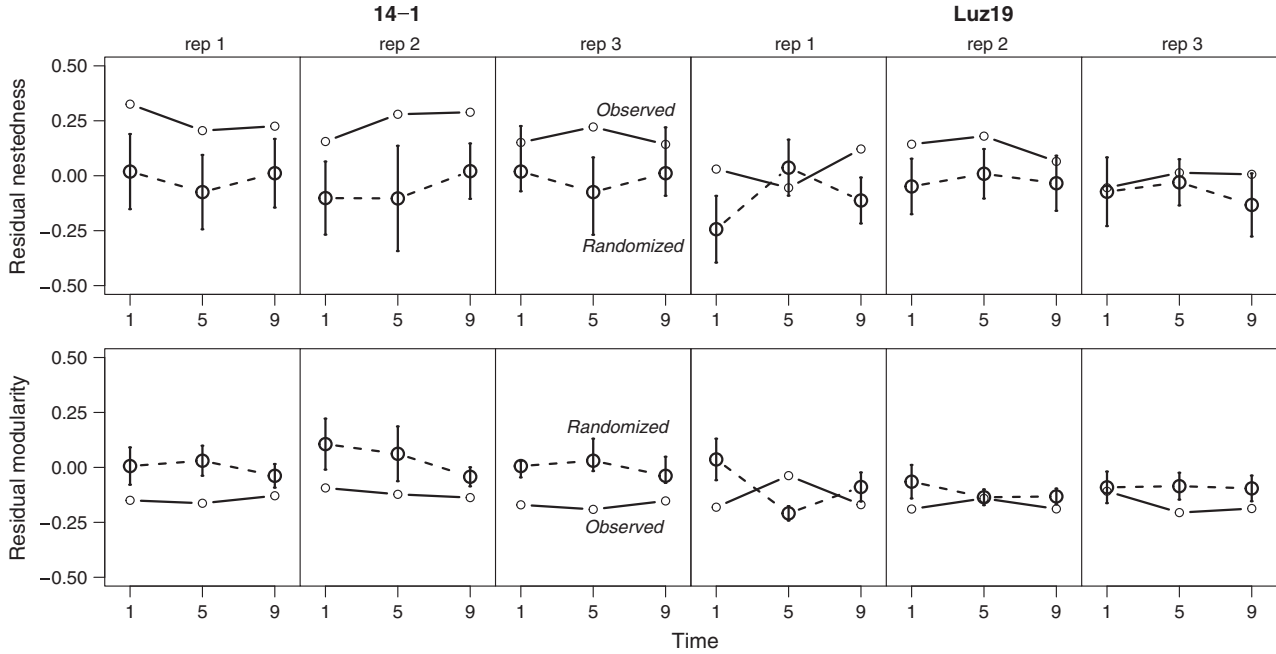 14−1 Luz19
rep 1 rep 2 rep 3 rep 1 rep 2 rep 3
Residual nestedness
0.50
0.25
0.00
−0.25
−0.50
Observed
Randomized
1 5 9 1 5 9 1 5 9 1 5 9 1 5 9 1 5 9
Residual modularity
0.50
0.25
0.00
−0.25
−0.50
Randomized
Observed
1 5 9 1 5 9 1 5 9 1 5 9 1 5 9 1 5 9
Time